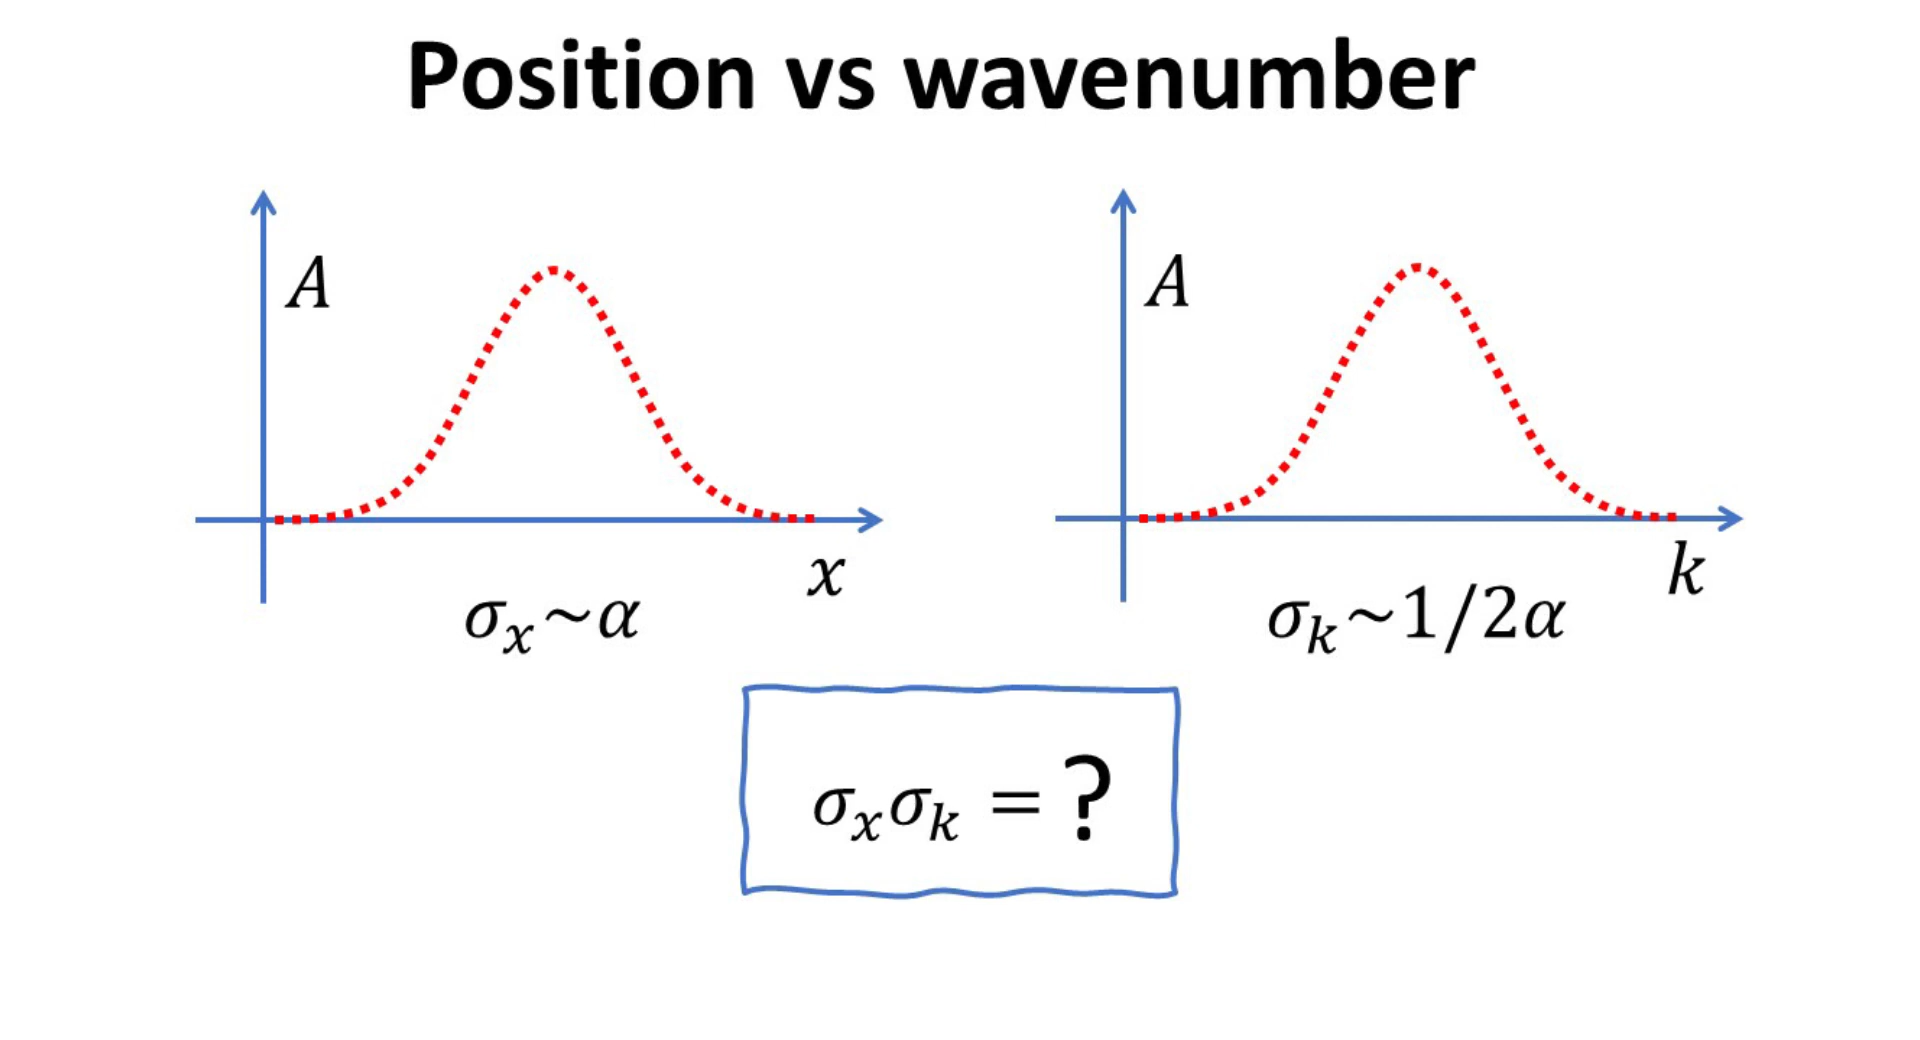 Position vs wavenumber
A
x
σₓ~α
A
k
σₖ~1/2α
σₓσₖ = ?